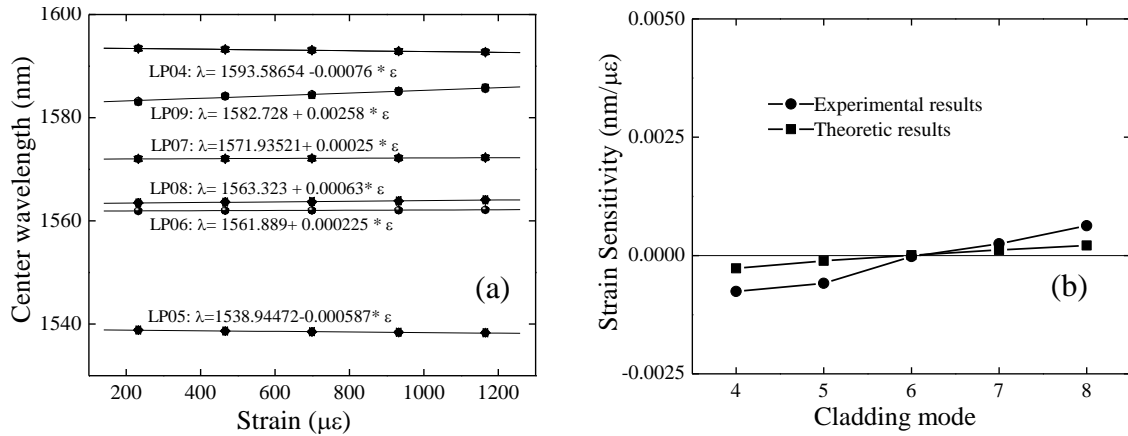 1600
1580
1560
1540
Center wavelength (nm)
LP04: λ= 1593.58654 -0.00076 * ε
LP09: λ= 1582.728 + 0.00258 * ε
LP07: λ=1571.93521+ 0.00025 * ε
LP08: λ= 1563.323 + 0.00063* ε
LP06: λ= 1561.889+ 0.000225 * ε
LP05: λ=1538.94472-0.000587* ε
(a)
200 400 600 800 1000 1200
Strain (με)
0.0050
0.0025
0.0000
-0.0025
Strain Sensitivity (nm/με)
Experimental results
Theoretic results
(b)
4 5 6 7 8
Cladding mode